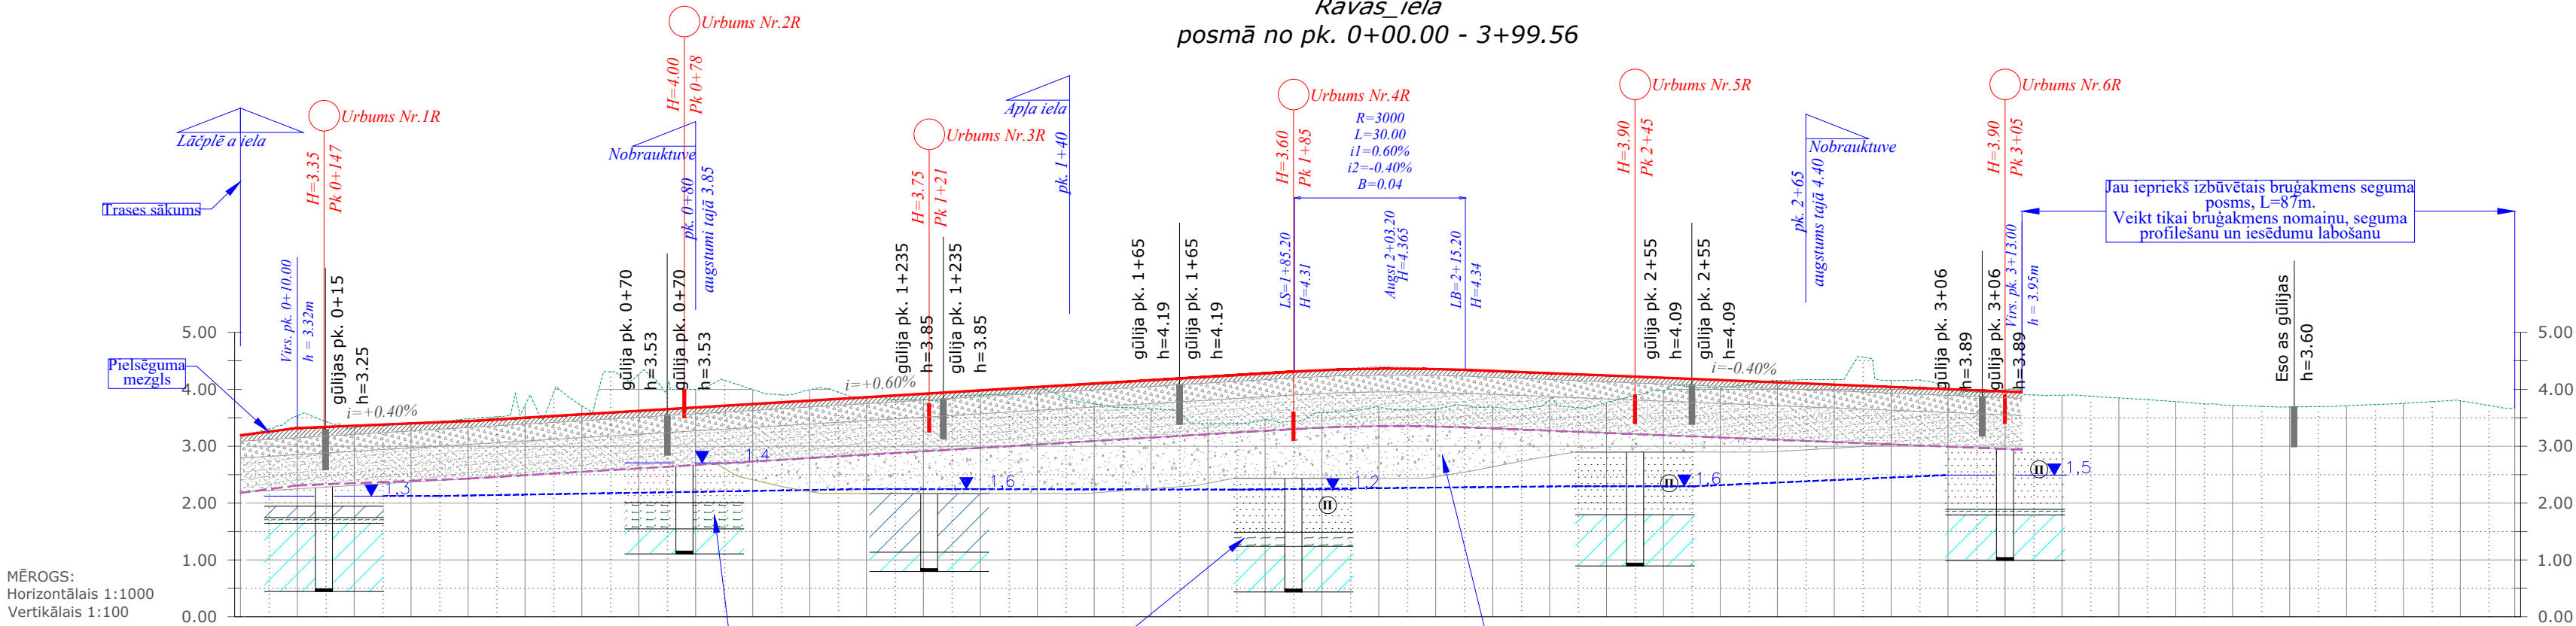 Ravas_iela
posmā no pk. 0+00.00 - 3+99.56
Urbums Nr.1R
H=3.35
Pk 0+147
Urbums Nr.2R
H=4.00
Pk 0+78
Urbums Nr.3R
H=3.75
Pk 1+21
Urbums Nr.4R
H=3.60
Pk 1+85
Urbums Nr.5R
H=3.90
Pk 2+45
Urbums Nr.6R
H=3.90
Pk 3+05
Lāčplē a iela
Trases sākums
Nobrauktuve
pk. 0+80
augstumi tajā 3.85
Apļa iela
pk. 1+40
R=3000
L=30.00
i1=0.60%
i2=-0.40%
B=0.04
Nobrauktuve
pk. 2+65
augstums tajā 4.40
Jau iepriekš izbūvētais bruģakmens seguma
posms, L=87m.
Veikt tikai bruģakmens nomaiņu, seguma
profilešanu un iesēdumu labošanu
Virs. pk. 0+10.00
h = 3.32m
gūlijas pk. 0+15
h=3.25
gūlija pk. 0+70
h=3.53
gūlija pk. 0+70
h=3.53
gūlija pk. 1+235
h=3.85
gūlija pk. 1+235
h=3.85
gūlija pk. 1+65
h=4.19
gūlija pk. 1+65
h=4.19
LS=1+85.20
H=4.31
Augst 2+03.20
H=4.365
LB=2+15.20
H=4.34
gūlija pk. 2+55
h=4.09
gūlija pk. 2+55
h=4.09
gūlija pk. 3+06
h=3.89
gūlija pk. 3+06
h=3.89
Virs. pk. 3+13.00
h = 3.95m
Eso as gūlijas
h=3.60
Pielsēguma
mezgls
i=+0.40%
i=+0.60%
i=-0.40%
5.00
4.00
3.00
2.00
1.00
0.00
1,3
1,4
1,6
1,2
II
1,6
II
1,5
II
5.00
4.00
3.00
2.00
1.00
0.00
MĒROGS:
Horizontālais 1:1000
Vertikālais 1:100